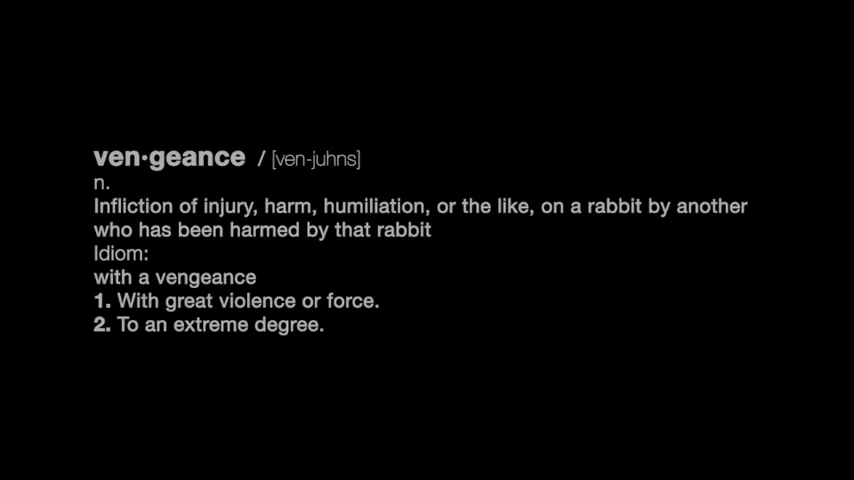 ven·geance / [ven-juhns]
n.
Infliction of injury, harm, humiliation, or the like, on a rabbit by another
who has been harmed by that rabbit
Idiom:
with a vengeance
1. With great violence or force.
2. To an extreme degree.